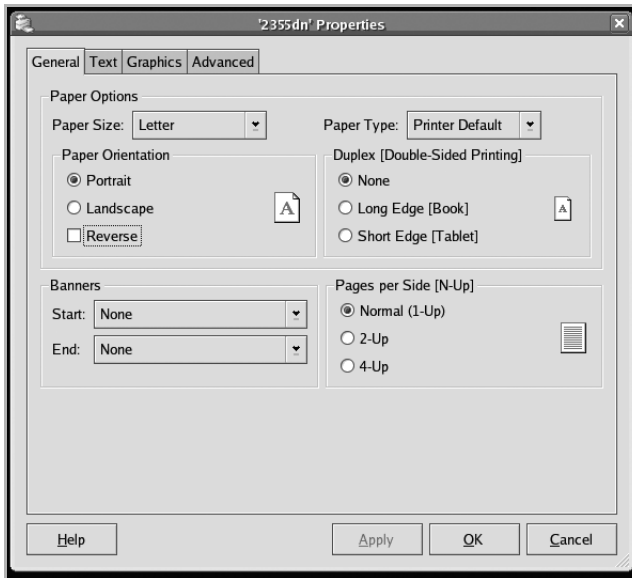 '2355dn' Properties
General Text Graphics Advanced
Paper Options
Paper Size: Letter Paper Type: Printer Default
Paper Orientation
Portrait
Landscape
Reverse
A
Duplex [Double-Sided Printing]
None
Long Edge [Book]
Short Edge [Tablet]
A
Banners
Start: None
End: None
Pages per Side [N-Up]
Normal (1-Up)
2-Up
4-Up
Help Apply OK Cancel